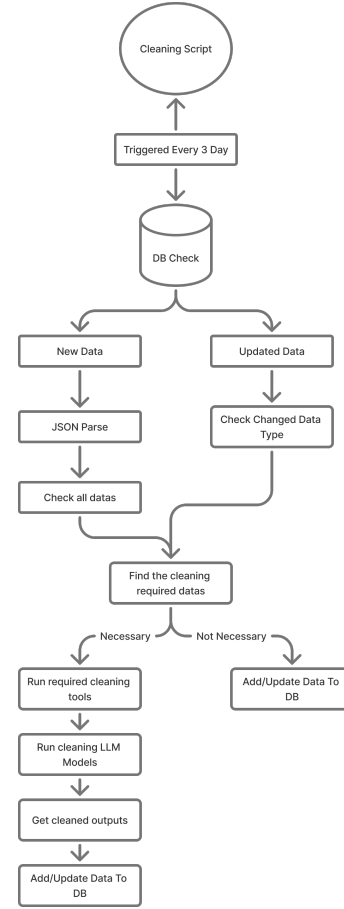 Cleaning Script
Triggered Every 3 Day
DB Check
New Data
Updated Data
JSON Parse
Check Changed Data
Type
Check all datas
Find the cleaning
required datas
Necessary
Not Necessary
Run required cleaning
tools
Add/Update Data To
DB
Run cleaning LLM
Models
Get cleaned outputs
Add/Update Data To
DB